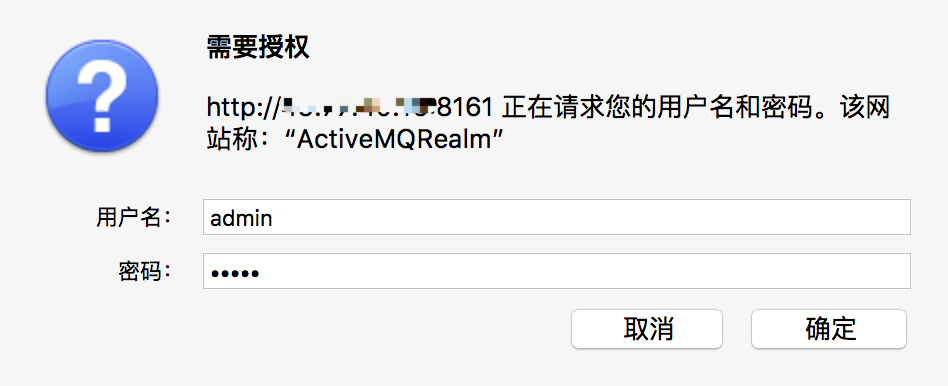 需要授权
http:// 8161 正在请求您的用户名和密码。该网
站称：“ActiveMQRealm”
用户名：
admin
密码：
•••••
取消
确定